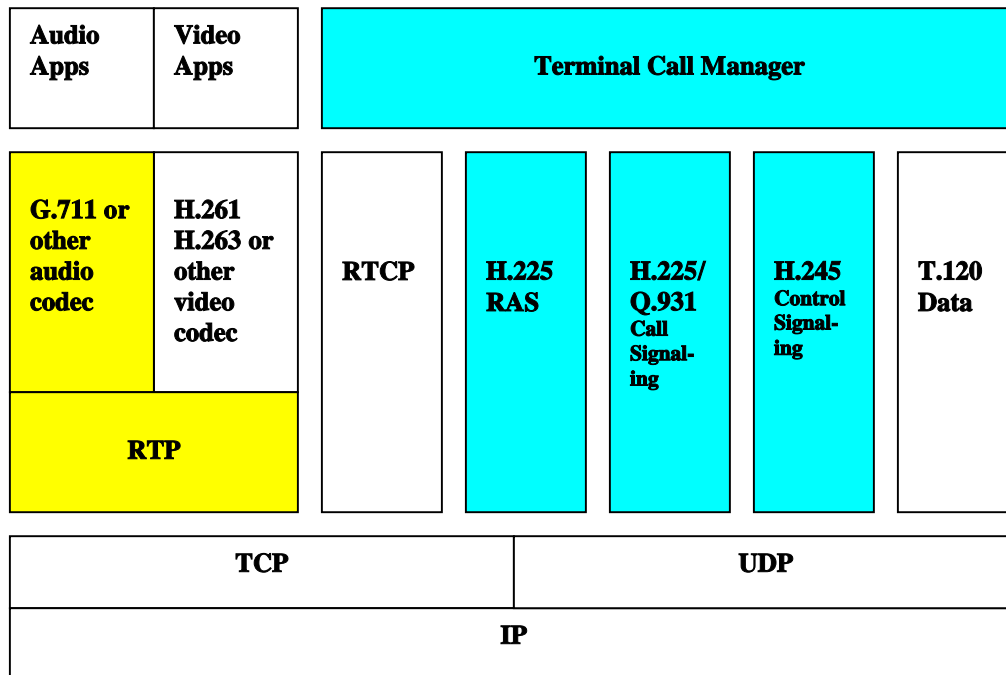 Audio
Apps
Video
Apps
Terminal Call Manager
G.711 or
other
audio
codec
H.261
H.263 or
other
video
codec
RTCP
H.225
RAS
H.225/
Q.931
Call
Signal-
ing
H.245
Control
Signal-
ing
T.120
Data
RTP
TCP
UDP
IP